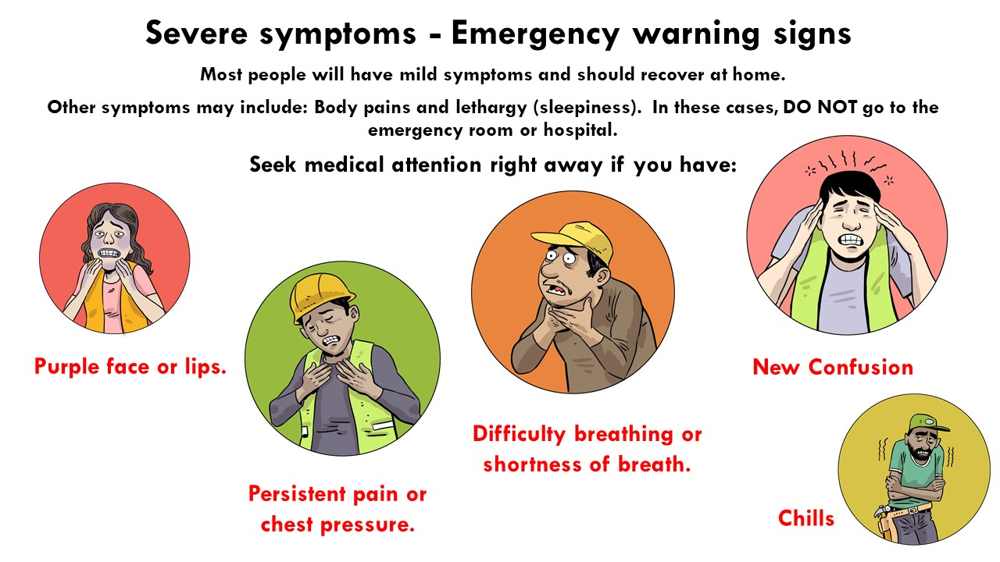 Severe symptoms - Emergency warning signs
Most people will have mild symptoms and should recover at home.
Other symptoms may include: Body pains and lethargy (sleepiness).  In these cases, DO NOT go to the
emergency room or hospital.
Seek medical attention right away if you have:
Purple face or lips.
Persistent pain or
chest pressure.
Difficulty breathing or
shortness of breath.
New Confusion
Chills